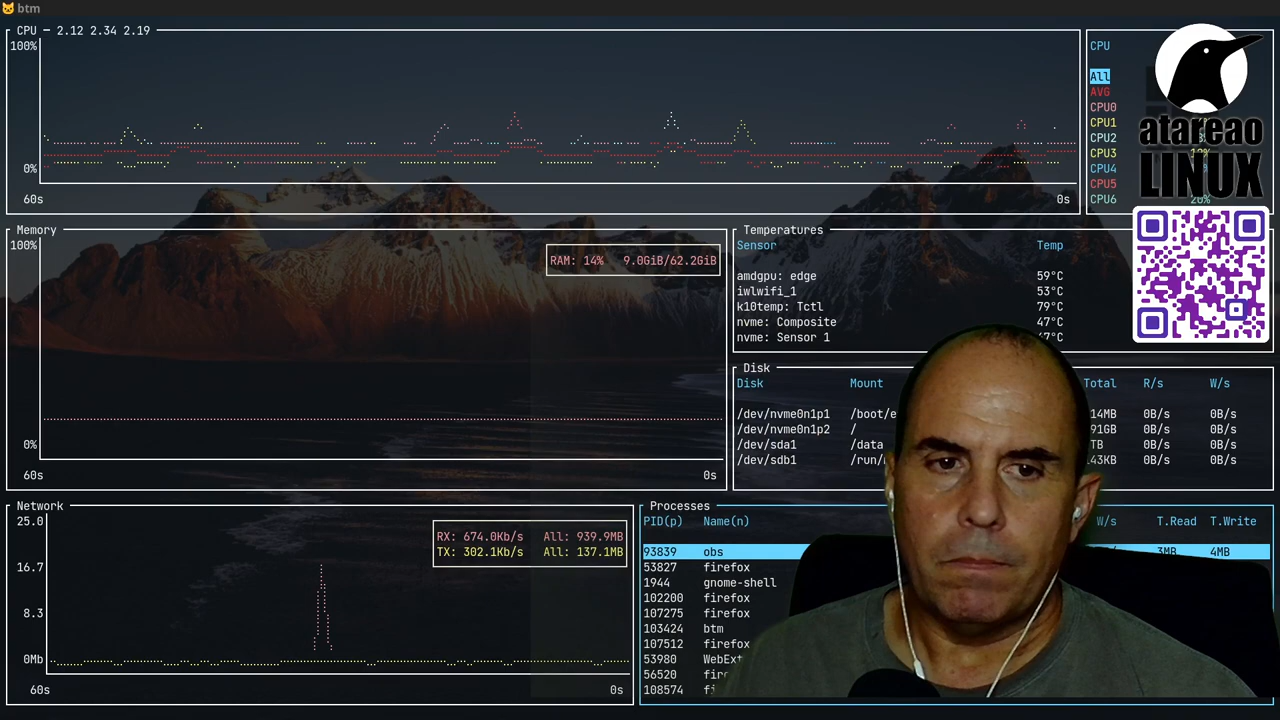 btm
CPU 2.12 2.34 2.19
100%
0%
60s 0s
CPU
All
AVG
CPU0
CPU1
CPU2
CPU3
CPU4
CPU5
CPU6 20%
atareao
LINUX
Memory
100%
RAM: 14% 9.0GiB/62.2GiB
0%
60s 0s
Temperatures
Sensor Temp
amdgpu: edge 59°C
iwlwifi_1 53°C
k10temp: Tctl 79°C
nvme: Composite 47°C
nvme: Sensor 1 47°C
Disk
Disk Mount Total R/s W/s
/dev/nvme0n1p1 /boot/e 14MB 0B/s 0B/s
/dev/nvme0n1p2 / 91GB 0B/s 0B/s
/dev/sda1 /data TB 0B/s 0B/s
/dev/sdb1 /run/ 43KB 0B/s 0B/s
Network
25.0
RX: 674.0Kb/s All: 939.9MB
TX: 302.1Kb/s All: 137.1MB
16.7
8.3
0Mb
60s 0s
Processes
PID(p) Name(n) W/s T.Read T.Write
93839 obs 3MB 4MB
53827 firefox
1944 gnome-shell
102200 firefox
107275 firefox
103424 btm
107512 firefox
53980 WebExt
56520 fire
108574 fi